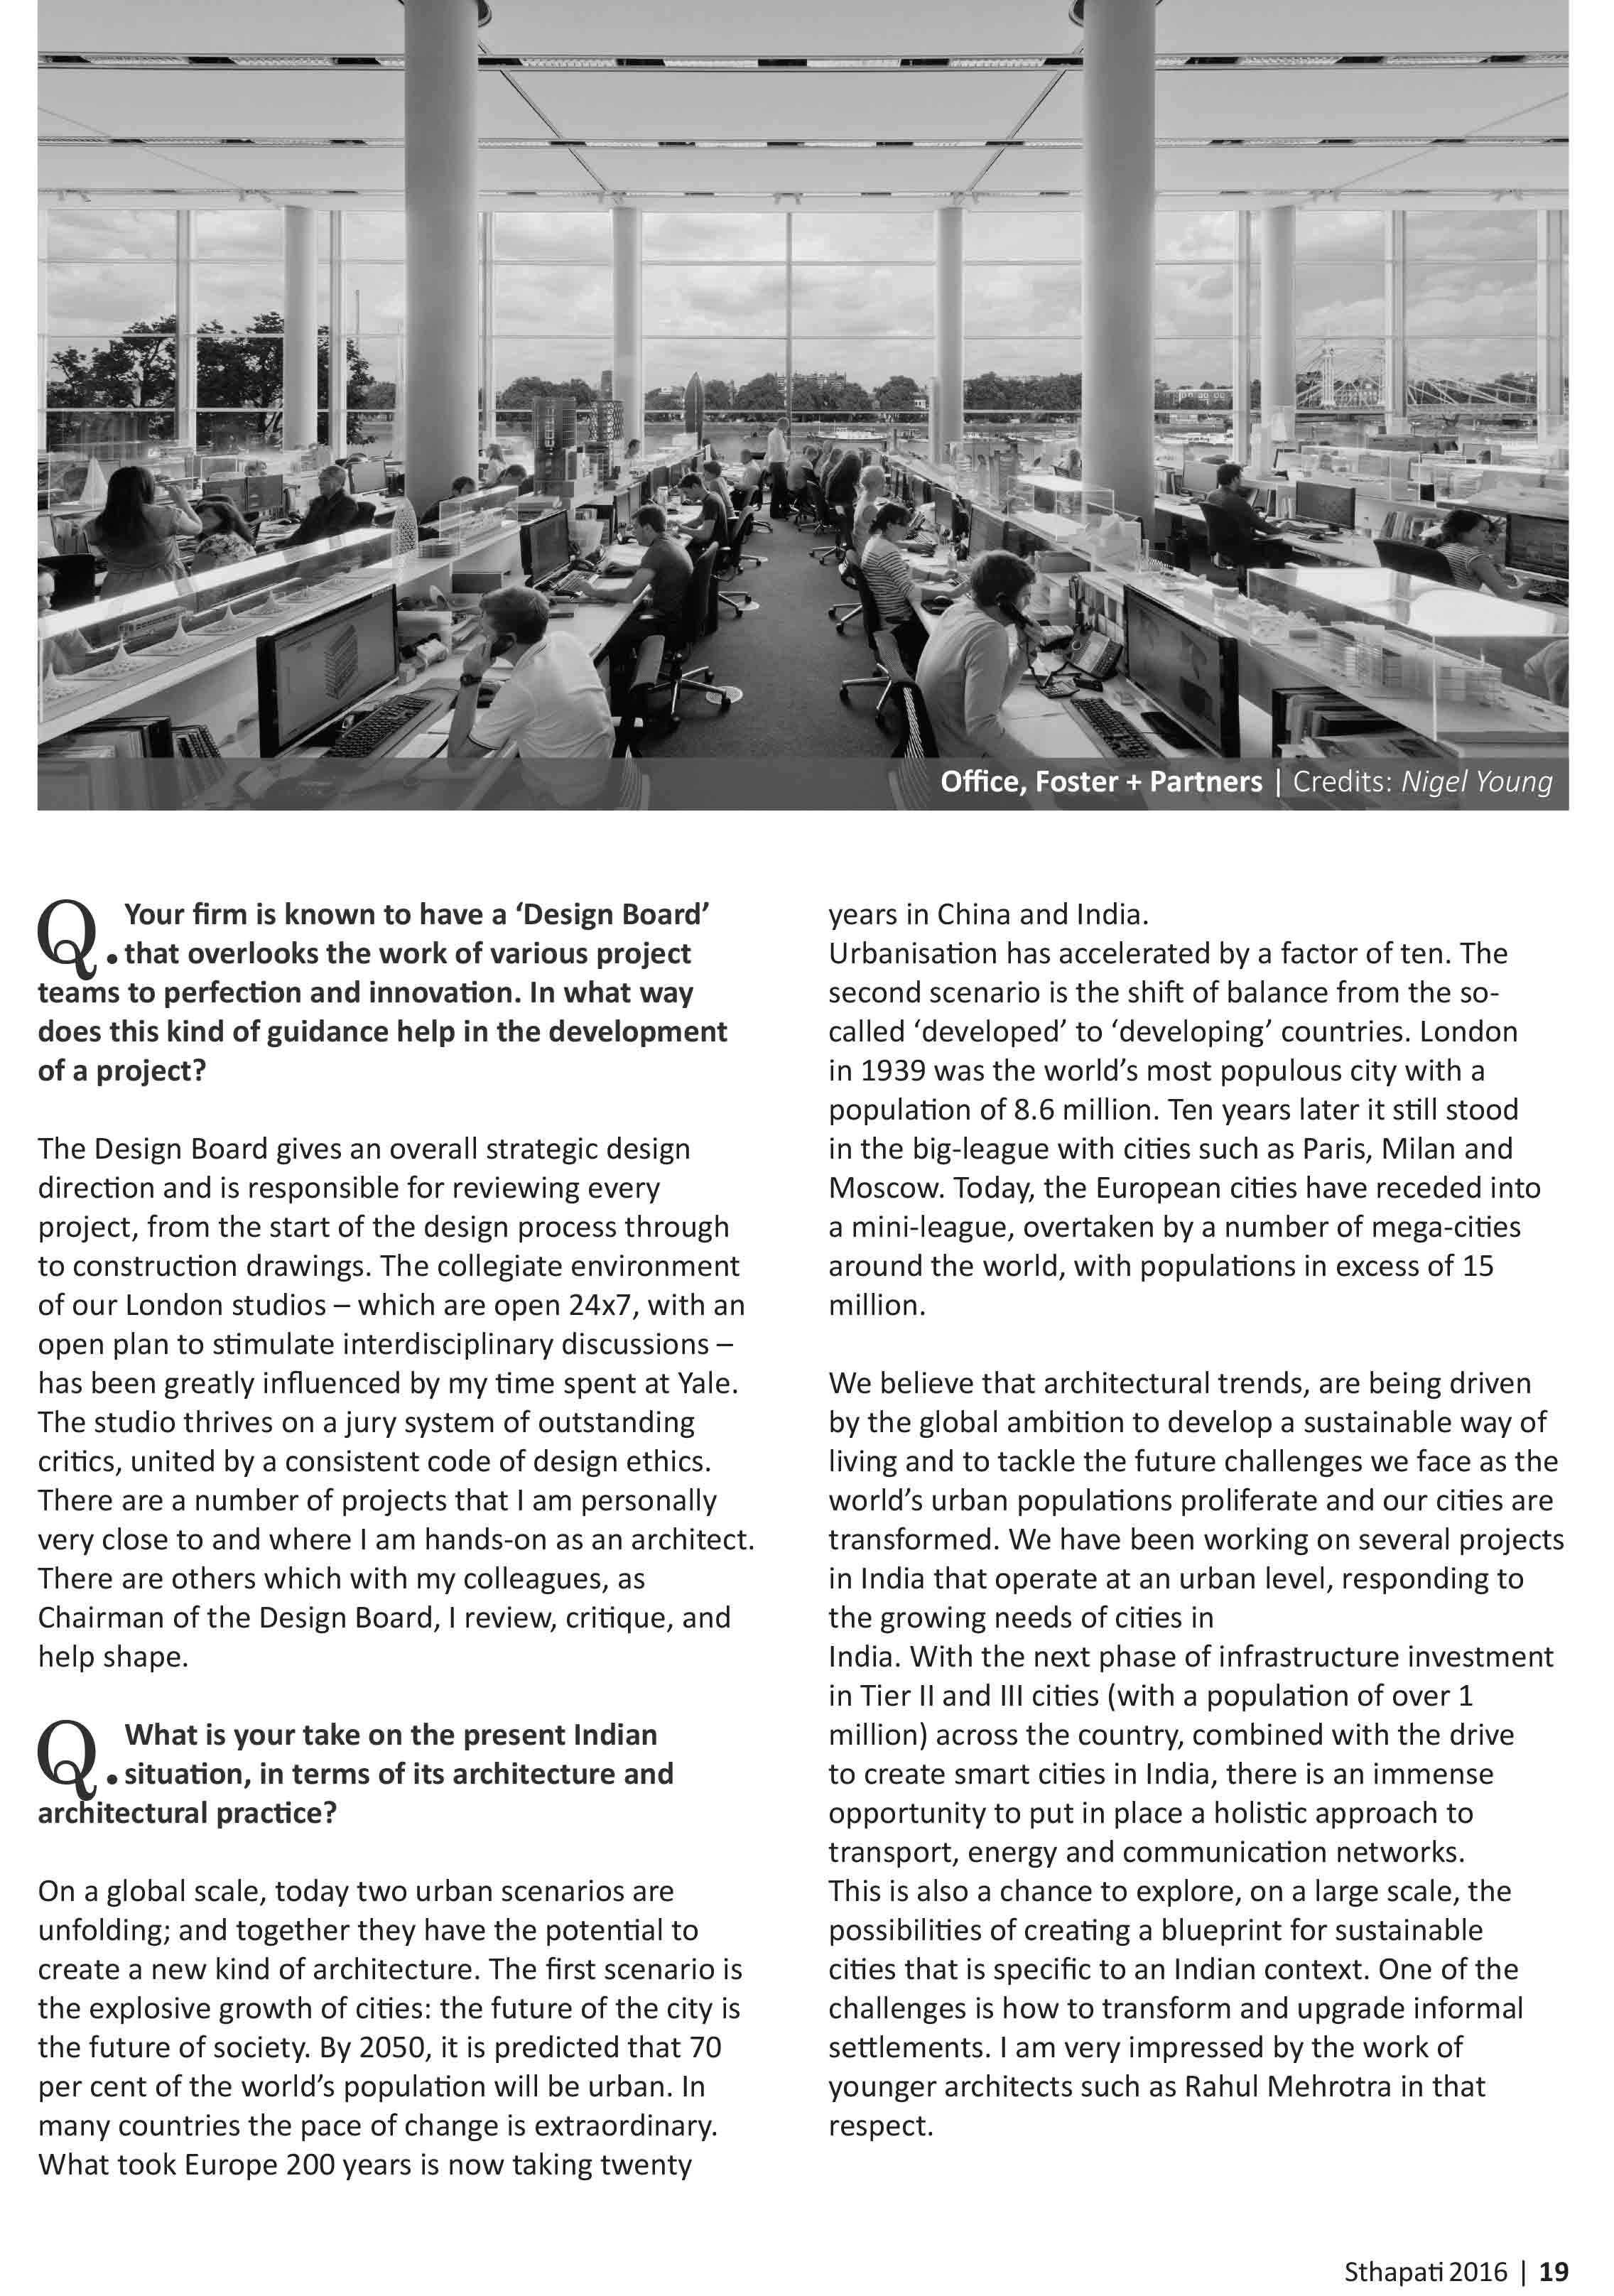 Office, Foster + Partners | Credits: Nigel Young
Q. Your firm is known to have a ‘Design Board’
that overlooks the work of various project
teams to perfection and innovation. In what way
does this kind of guidance help in the development
of a project?
The Design Board gives an overall strategic design
direction and is responsible for reviewing every
project, from the start of the design process through
to construction drawings. The collegiate environment
of our London studios – which are open 24x7, with an
open plan to stimulate interdisciplinary discussions –
has been greatly influenced by my time spent at Yale.
The studio thrives on a jury system of outstanding
critics, united by a consistent code of design ethics.
There are a number of projects that I am personally
very close to and where I am hands-on as an architect.
There are others which with my colleagues, as
Chairman of the Design Board, I review, critique, and
help shape.
Q. What is your take on the present Indian
situation, in terms of its architecture and
architectural practice?
On a global scale, today two urban scenarios are
unfolding; and together they have the potential to
create a new kind of architecture. The first scenario is
the explosive growth of cities: the future of the city is
the future of society. By 2050, it is predicted that 70
per cent of the world’s population will be urban. In
many countries the pace of change is extraordinary.
What took Europe 200 years is now taking twenty
years in China and India.
Urbanisation has accelerated by a factor of ten. The
second scenario is the shift of balance from the so-
called ‘developed’ to ‘developing’ countries. London
in 1939 was the world’s most populous city with a
population of 8.6 million. Ten years later it still stood
in the big-league with cities such as Paris, Milan and
Moscow. Today, the European cities have receded into
a mini-league, overtaken by a number of mega-cities
around the world, with populations in excess of 15
million.
We believe that architectural trends, are being driven
by the global ambition to develop a sustainable way of
living and to tackle the future challenges we face as the
world’s urban populations proliferate and our cities are
transformed. We have been working on several projects
in India that operate at an urban level, responding to
the growing needs of cities in
India. With the next phase of infrastructure investment
in Tier II and III cities (with a population of over 1
million) across the country, combined with the drive
to create smart cities in India, there is an immense
opportunity to put in place a holistic approach to
transport, energy and communication networks.
This is also a chance to explore, on a large scale, the
possibilities of creating a blueprint for sustainable
cities that is specific to an Indian context. One of the
challenges is how to transform and upgrade informal
settlements. I am very impressed by the work of
younger architects such as Rahul Mehrotra in that
respect.
Sthapati 2016 | 19